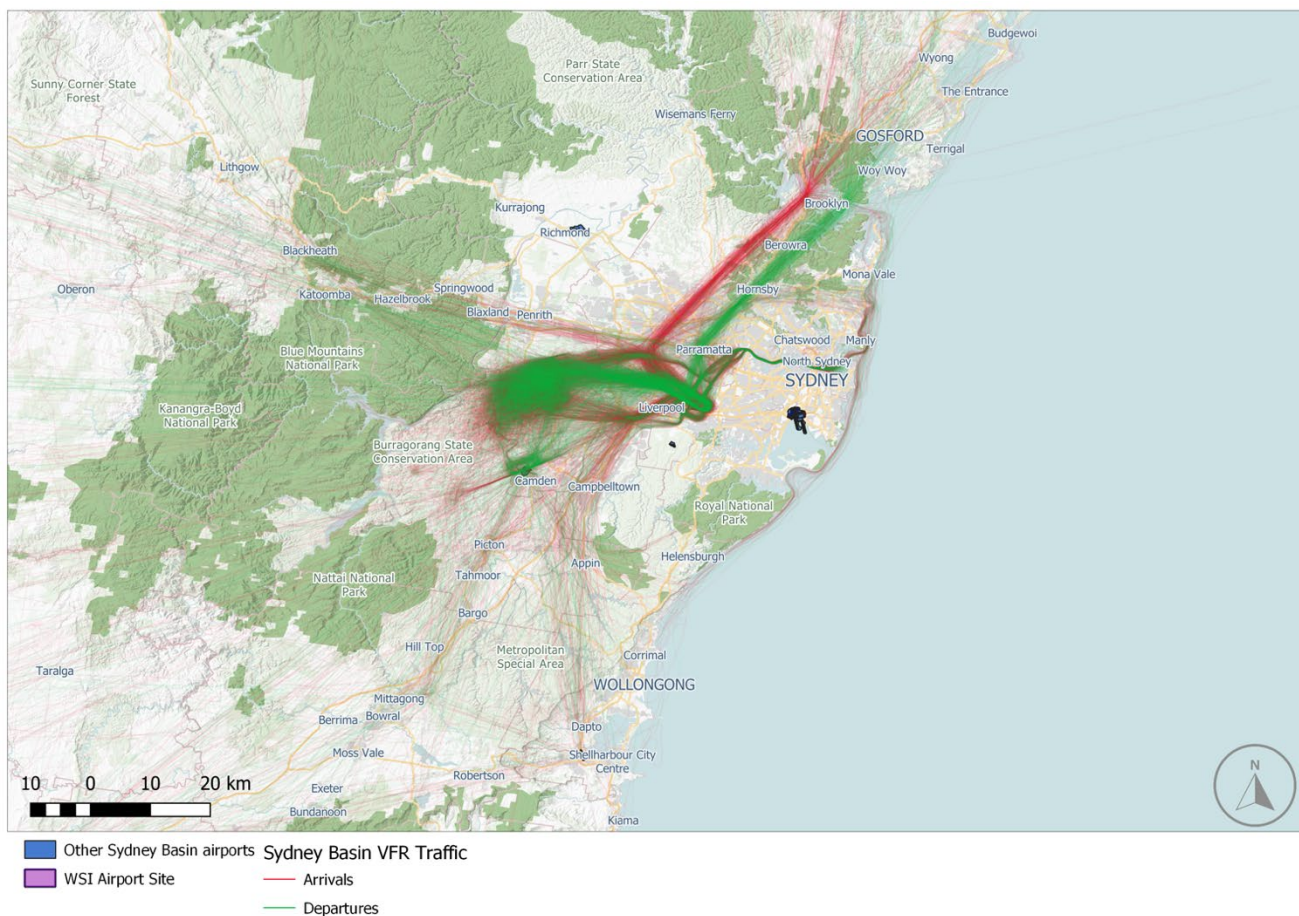 Budgewoi
Wyong
Parr State
Conservation Area
Sunny Corner State
Forest
The Entrance
Wisemans Ferry
GOSFORD
Terrigal
Lithgow
Woy Woy
Kurrajong
Brooklyn
Richmond
Blackheath
Berowra
Mona Vale
Oberon
Katoomba
Hazelbrook
Springwood
Hornsby
Blaxland
Penrith
Chatswood
Manly
Parramatta
Blue Mountains
National Park
North Sydney
SYDNEY
Kanangra-Boyd
National Park
Liverpool
Burragorang State
Conservation Area
Camden
Campbelltown
Royal National
Park
Picton
Helensburgh
Appin
Tahmoor
Nattai National
Park
Bargo
Hill Top
Metropolitan
Special Area
Corrimal
Taralga
WOLLONGONG
Mittagong
Berrima
Bowral
Dapto
Moss Vale
Shellharbour City
Centre
Robertson
Exeter
Bundanoon
Kiama
10 0 10 20 km
N
Other Sydney Basin airports
WSI Airport Site
Sydney Basin VFR Traffic
Arrivals
Departures